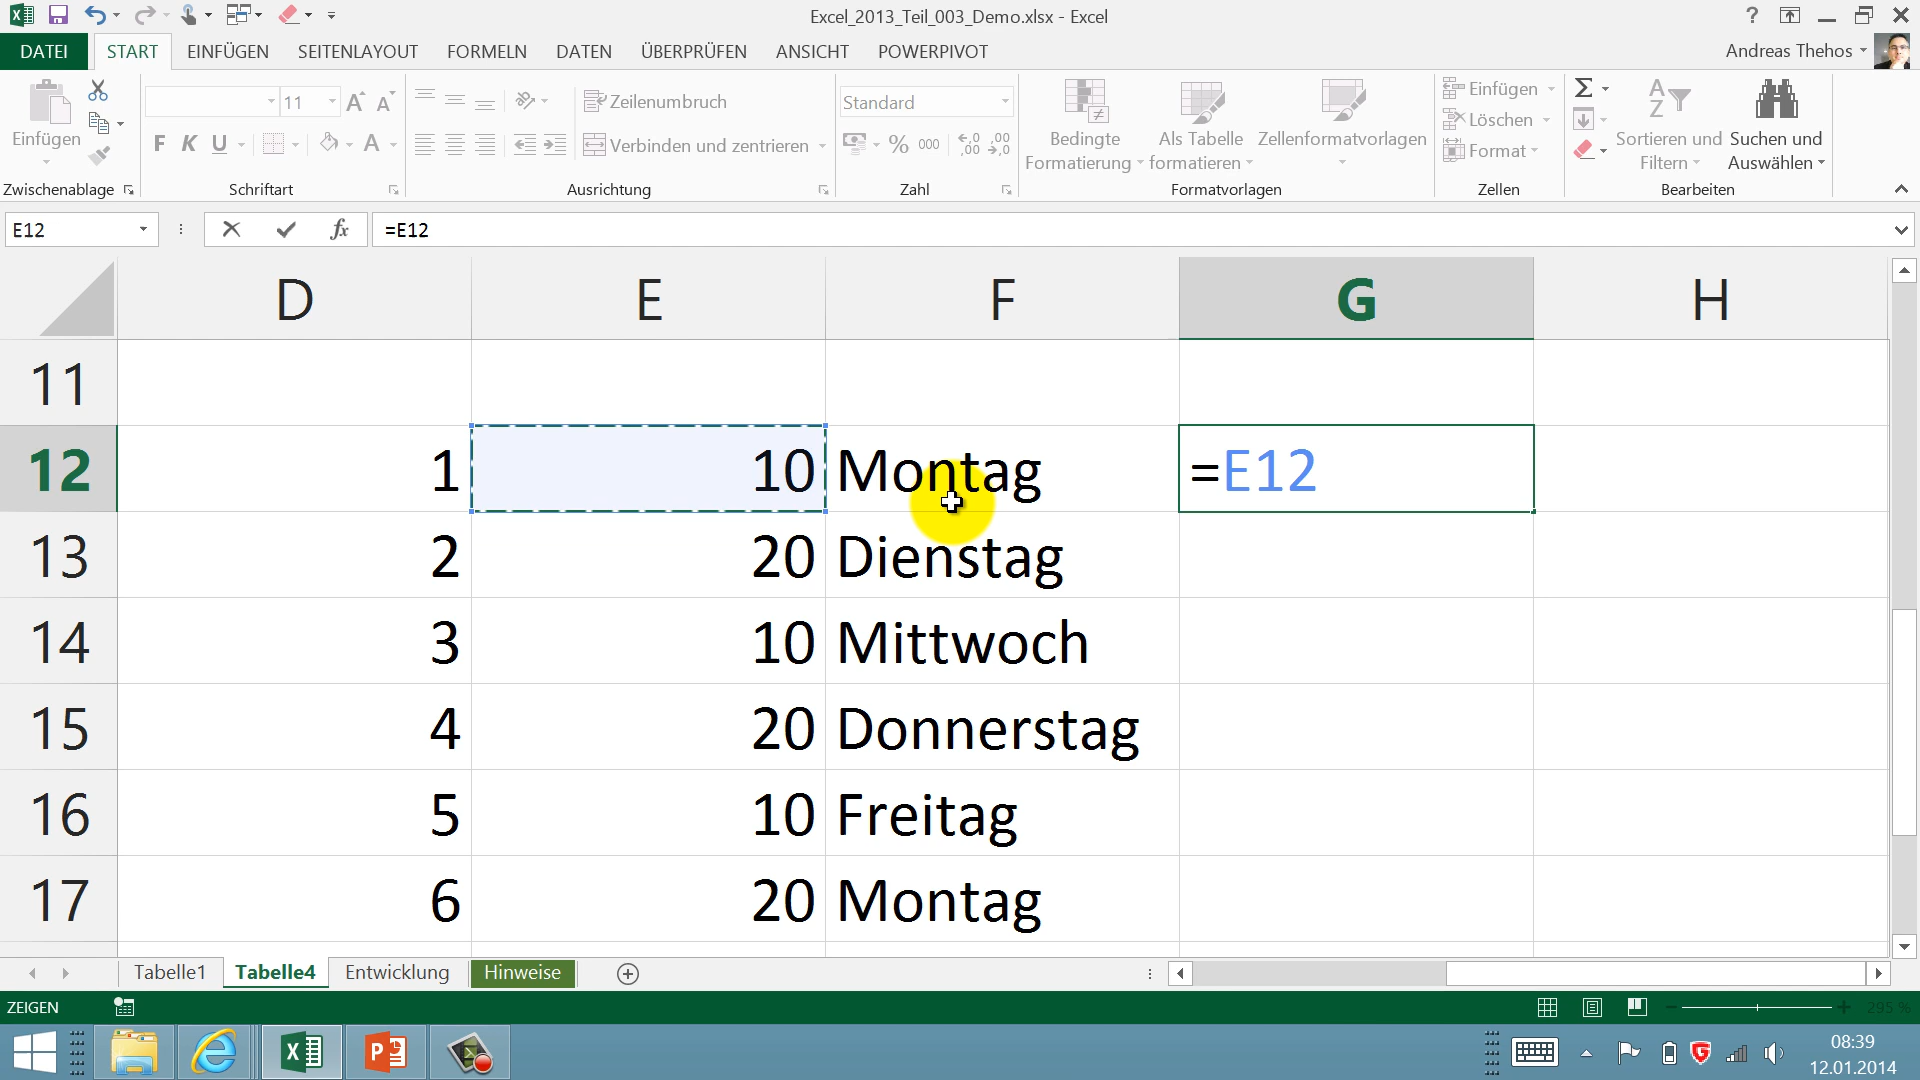 Excel_2013_Teil_003_Demo.xlsx - Excel
?
DATEI START EINFÜGEN SEITENLAYOUT FORMELN DATEN ÜBERPRÜFEN ANSICHT POWERPIVOT
Andreas Thehos
Einfügen
Zwischenablage
11
F K U
Schriftart
Zeilenumbruch
Verbinden und zentrieren
Ausrichtung
Standard
% 000
Zahl
Bedingte Formatierung
Als Tabelle formatieren
Zellenformatvorlagen
Formatvorlagen
Einfügen
Löschen
Format
Zellen
Sortieren und Filtern
Suchen und Auswählen
Bearbeiten
E12 fx =E12
D E F G H
11
12 1 10 Montag =E12
13 2 20 Dienstag
14 3 10 Mittwoch
15 4 20 Donnerstag
16 5 10 Freitag
17 6 20 Montag
Tabelle1 Tabelle4 Entwicklung Hinweise
ZEIGEN
295 %
08:39
12.01.2014